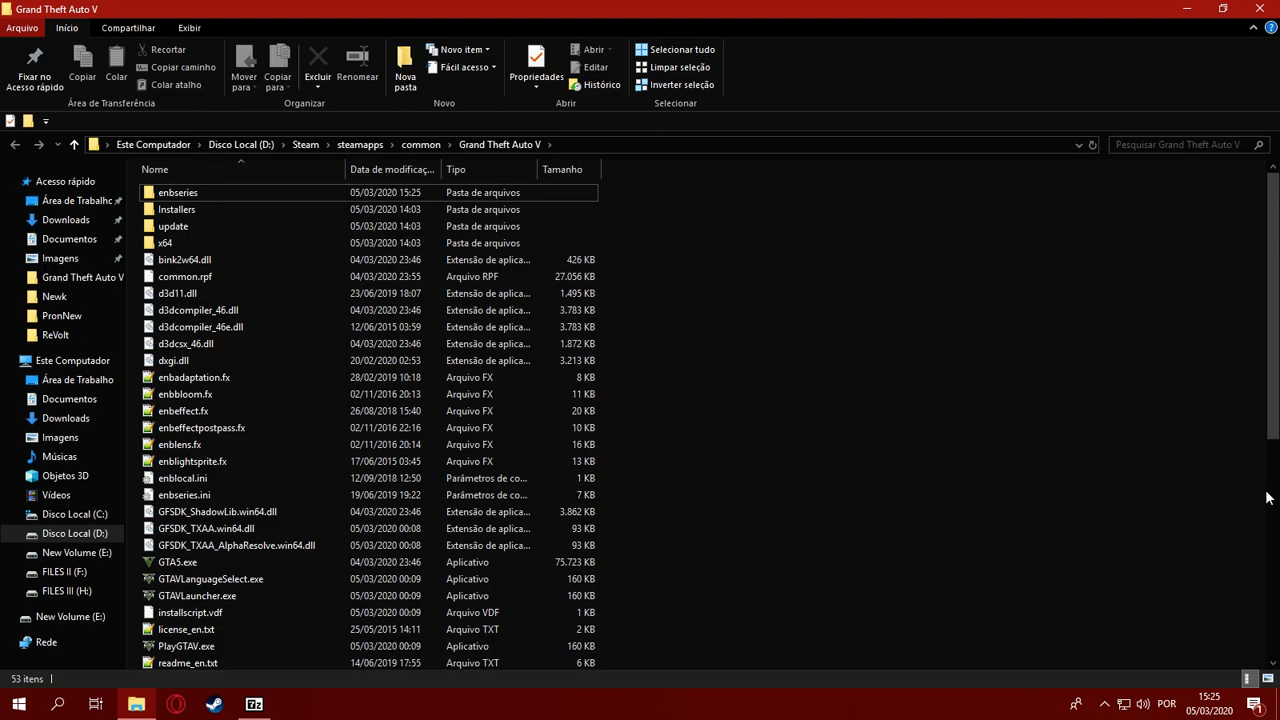 Grand Theft Auto V
Arquivo Início Compartilhar Exibir
Fixar no Acesso rápido
Copiar
Colar
Recortar
Copiar caminho
Colar atalho
Área de Transferência
Mover para
Copiar para
Excluir
Renomear
Organizar
Nova pasta
Novo item
Fácil acesso
Novo
Propriedades
Abrir
Editar
Histórico
Abrir
Selecionar tudo
Limpar seleção
Inverter seleção
Selecionar
Este Computador > Disco Local (D:) > Steam > steamapps > common > Grand Theft Auto V >
Pesquisar Grand Theft Auto V
Acesso rápido
Área de Trabalho
Downloads
Documentos
Imagens
Grand Theft Auto V
Newk
PronNew
ReVolt
Este Computador
Área de Trabalho
Documentos
Downloads
Imagens
Músicas
Objetos 3D
Vídeos
Disco Local (C:)
Disco Local (D:)
New Volume (E:)
FILES II (F:)
FILES III (H:)
New Volume (E:)
Rede
Nome Data de modificaç... Tipo Tamanho
enbseries 05/03/2020 15:25 Pasta de arquivos
Installers 05/03/2020 14:03 Pasta de arquivos
update 05/03/2020 14:03 Pasta de arquivos
x64 05/03/2020 14:03 Pasta de arquivos
bink2w64.dll 04/03/2020 23:46 Extensão de aplica... 426 KB
common.rpf 04/03/2020 23:55 Arquivo RPF 27.056 KB
d3d11.dll 23/06/2019 18:07 Extensão de aplica... 1.495 KB
d3dcompiler_46.dll 04/03/2020 23:46 Extensão de aplica... 3.783 KB
d3dcompiler_46e.dll 12/06/2015 03:59 Extensão de aplica... 3.783 KB
d3dcsx_46.dll 04/03/2020 23:46 Extensão de aplica... 1.872 KB
dxgi.dll 20/02/2020 02:53 Extensão de aplica... 3.213 KB
enbadaptation.fx 28/02/2019 10:18 Arquivo FX 8 KB
enbbloom.fx 02/11/2016 20:13 Arquivo FX 11 KB
enbeffect.fx 26/08/2018 15:40 Arquivo FX 20 KB
enbeffectpostpass.fx 02/11/2016 22:16 Arquivo FX 10 KB
enblens.fx 02/11/2016 20:14 Arquivo FX 16 KB
enblightsprite.fx 17/06/2015 03:45 Arquivo FX 13 KB
enblocal.ini 12/09/2018 12:50 Parâmetros de co... 1 KB
enbseries.ini 19/06/2019 19:22 Parâmetros de co... 7 KB
GFSDK_ShadowLib.win64.dll 04/03/2020 23:46 Extensão de aplica... 3.862 KB
GFSDK_TXAA.win64.dll 05/03/2020 00:08 Extensão de aplica... 93 KB
GFSDK_TXAA_AlphaResolve.win64.dll 05/03/2020 00:08 Extensão de aplica... 93 KB
GTA5.exe 04/03/2020 23:46 Aplicativo 75.723 KB
GTAVLanguageSelect.exe 05/03/2020 00:09 Aplicativo 160 KB
GTAVLauncher.exe 05/03/2020 00:09 Aplicativo 160 KB
installscript.vdf 05/03/2020 00:09 Arquivo VDF 1 KB
license_en.txt 25/05/2015 14:11 Arquivo TXT 2 KB
PlayGTAV.exe 05/03/2020 00:09 Aplicativo 160 KB
readme_en.txt 14/06/2019 17:55 Arquivo TXT 6 KB
53 itens
7z
POR
15:25
05/03/2020
1